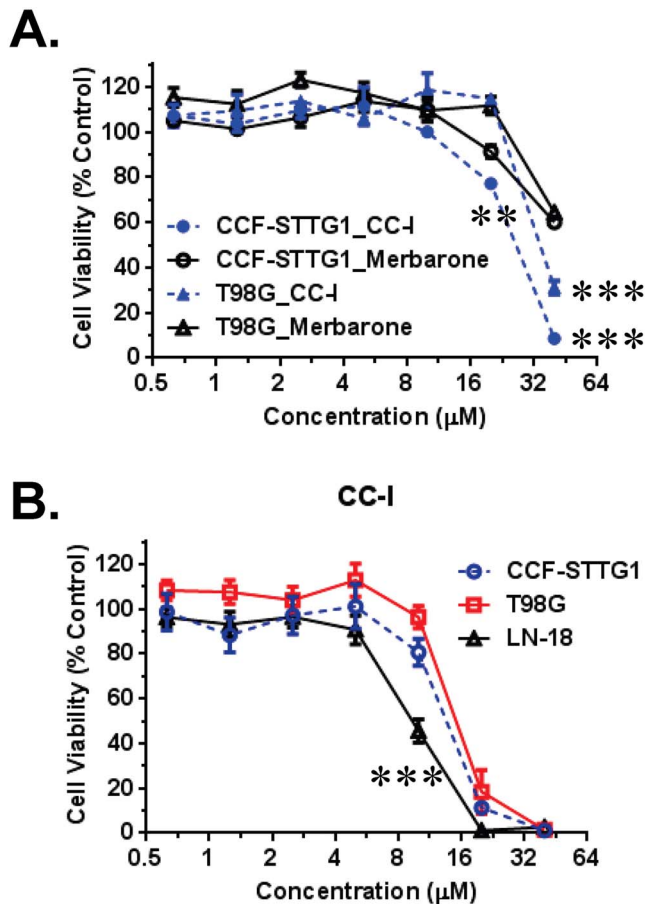 A.
Cell Viability (% Control)
120
100
80
60
40
20
0
CCF-STTG1_CC-I
CCF-STTG1_Merbarone
T98G_CC-I
T98G_Merbarone
**
***
***
0.5 1 2 4 8 16 32 64
Concentration (µM)
B.
CC-I
Cell Viability (% Control)
120
100
80
60
40
20
0
CCF-STTG1
T98G
LN-18
***
0.5 1 2 4 8 16 32 64
Concentration (µM)